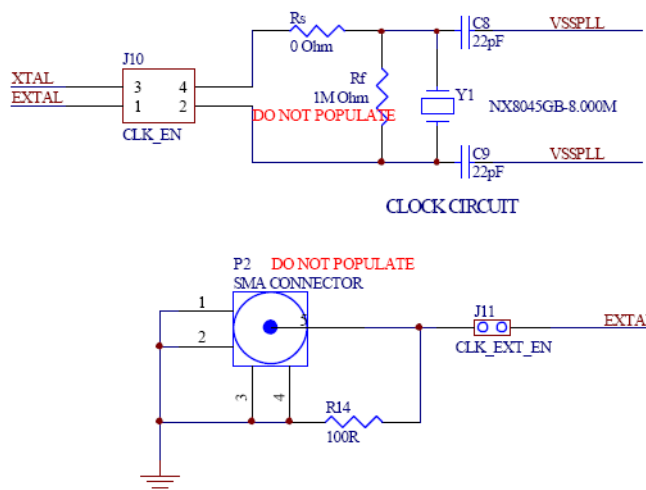 Rs
0 Ohm
C8
22pF
VSSPLL
J10
XTAL
EXTAL
3 4
1 2
CLK_EN
Rf
1M Ohm
DO NOT POPULATE
Y1
NX8045GB-8.000M
C9
22pF
VSSPLL
CLOCK CIRCUIT
P2 DO NOT POPULATE
SMA CONNECTOR
1
2
5
3
4
J11
CLK_EXT_EN
EXTAL
R14
100R